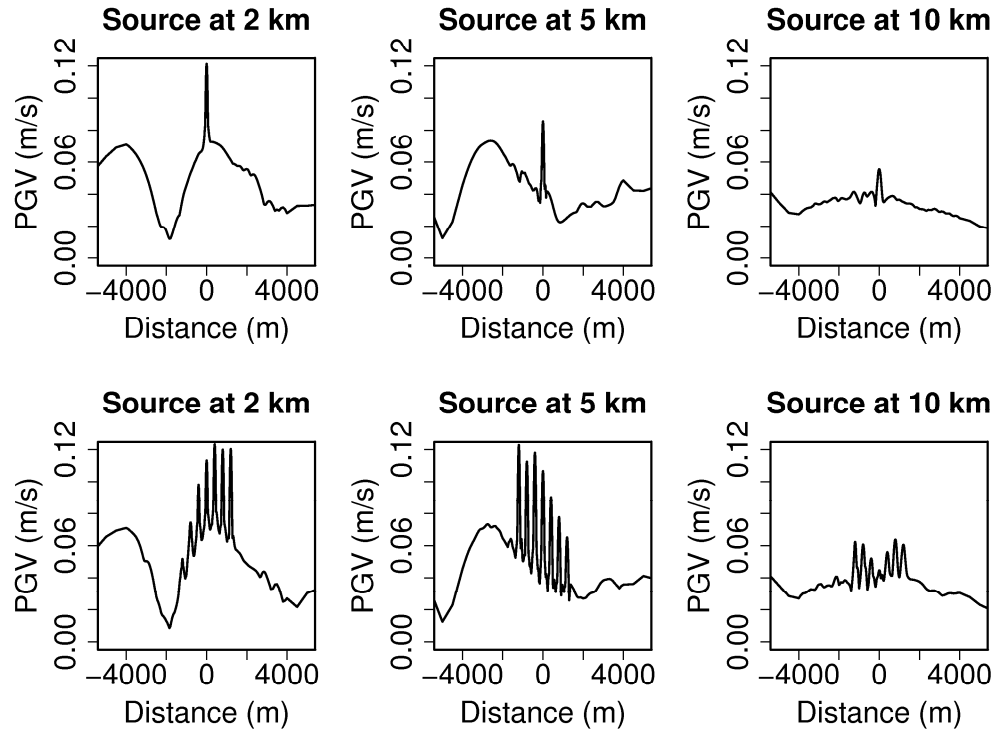 Source at 2 km
Source at 5 km
Source at 10 km
PGV (m/s)
0.12
0.06
0.00
PGV (m/s)
0.12
0.06
0.00
PGV (m/s)
0.12
0.06
0.00
−4000 0 4000
−4000 0 4000
−4000 0 4000
Distance (m)
Distance (m)
Distance (m)
Source at 2 km
Source at 5 km
Source at 10 km
PGV (m/s)
0.12
0.06
0.00
PGV (m/s)
0.12
0.06
0.00
PGV (m/s)
0.12
0.06
0.00
−4000 0 4000
−4000 0 4000
−4000 0 4000
Distance (m)
Distance (m)
Distance (m)